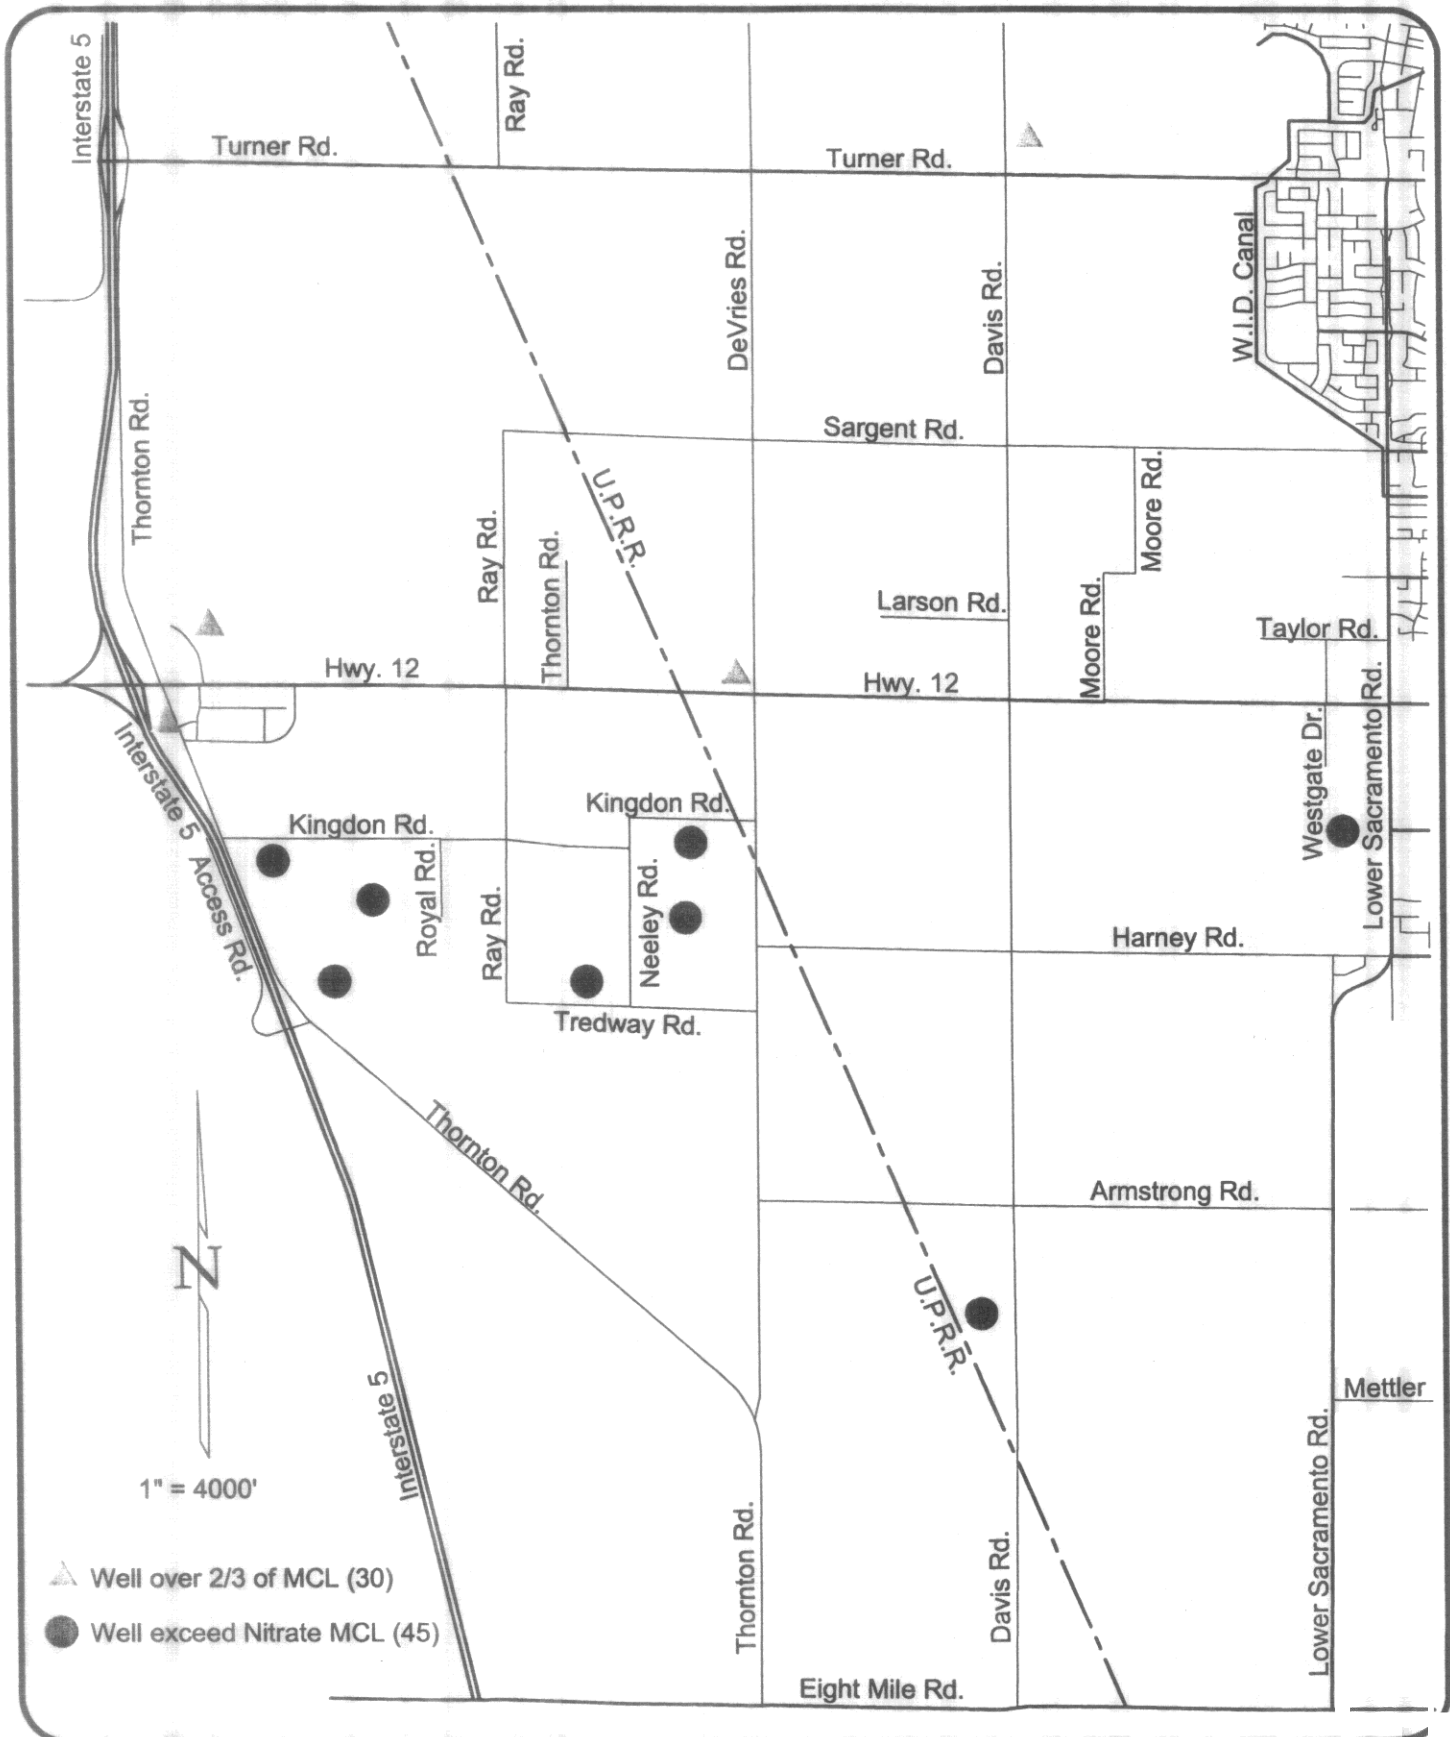 Interstate 5
Ray Rd.
Turner Rd.
Turner Rd.
DeVries Rd.
Davis Rd.
W.I.D. Canal
Thornton Rd.
Sargent Rd.
U.P.R.R.
Ray Rd.
Thornton Rd.
Moore Rd.
Larson Rd.
Moore Rd.
Taylor Rd.
Hwy. 12
Hwy. 12
Westgate Dr.
Lower Sacramento Rd.
Interstate 5
Kingdon Rd.
Kingdon Rd.
Access Rd.
Royal Rd.
Ray Rd.
Neeley Rd.
Harney Rd.
Tredway Rd.
Thornton Rd.
Armstrong Rd.
N
U.P.R.R.
Interstate 5
Mettler
1" = 4000'
Thornton Rd.
Davis Rd.
Lower Sacramento Rd.
Well over 2/3 of MCL (30)
Well exceed Nitrate MCL (45)
Eight Mile Rd.